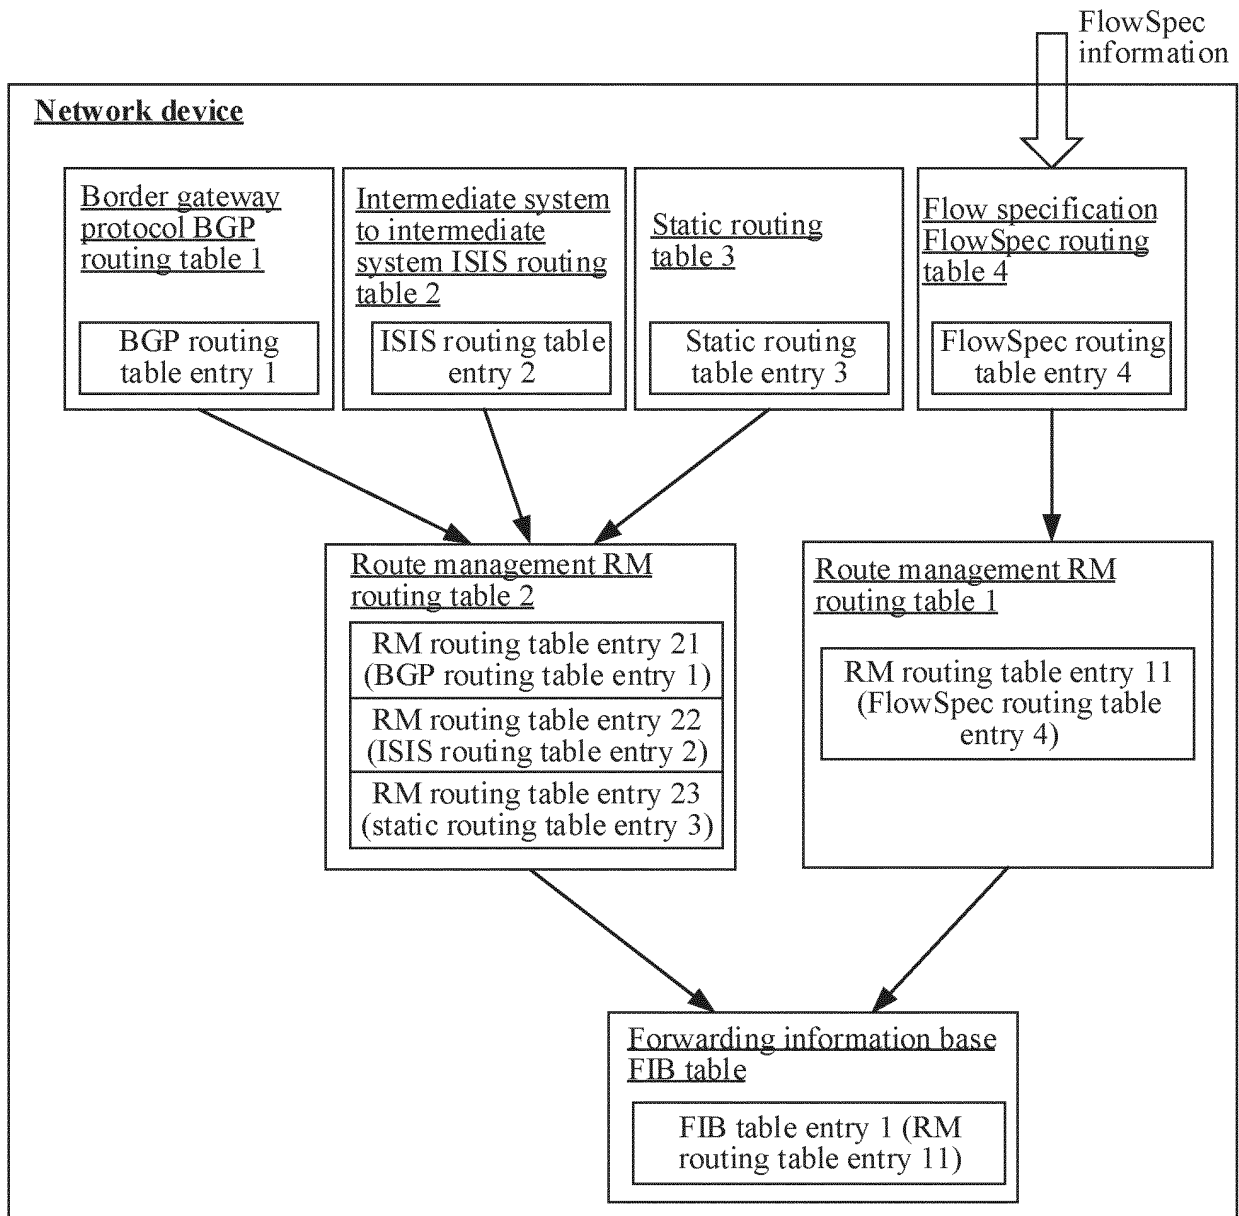 FlowSpec
information
Network device
Border gateway
protocol BGP
routing table 1
Intermediate system
to intermediate
system ISIS routing
table 2
Static routing
table 3
Flow specification
FlowSpec routing
table 4
BGP routing
table entry 1
ISIS routing table
entry 2
Static routing
table entry 3
FlowSpec routing
table entry 4
Route management RM
routing table 2
RM routing table entry 21
(BGP routing table entry 1)
RM routing table entry 22
(ISIS routing table entry 2)
RM routing table entry 23
(static routing table entry 3)
Route management RM
routing table 1
RM routing table entry 11
(FlowSpec routing table
entry 4)
Forwarding information base
FIB table
FIB table entry 1 (RM
routing table entry 11)